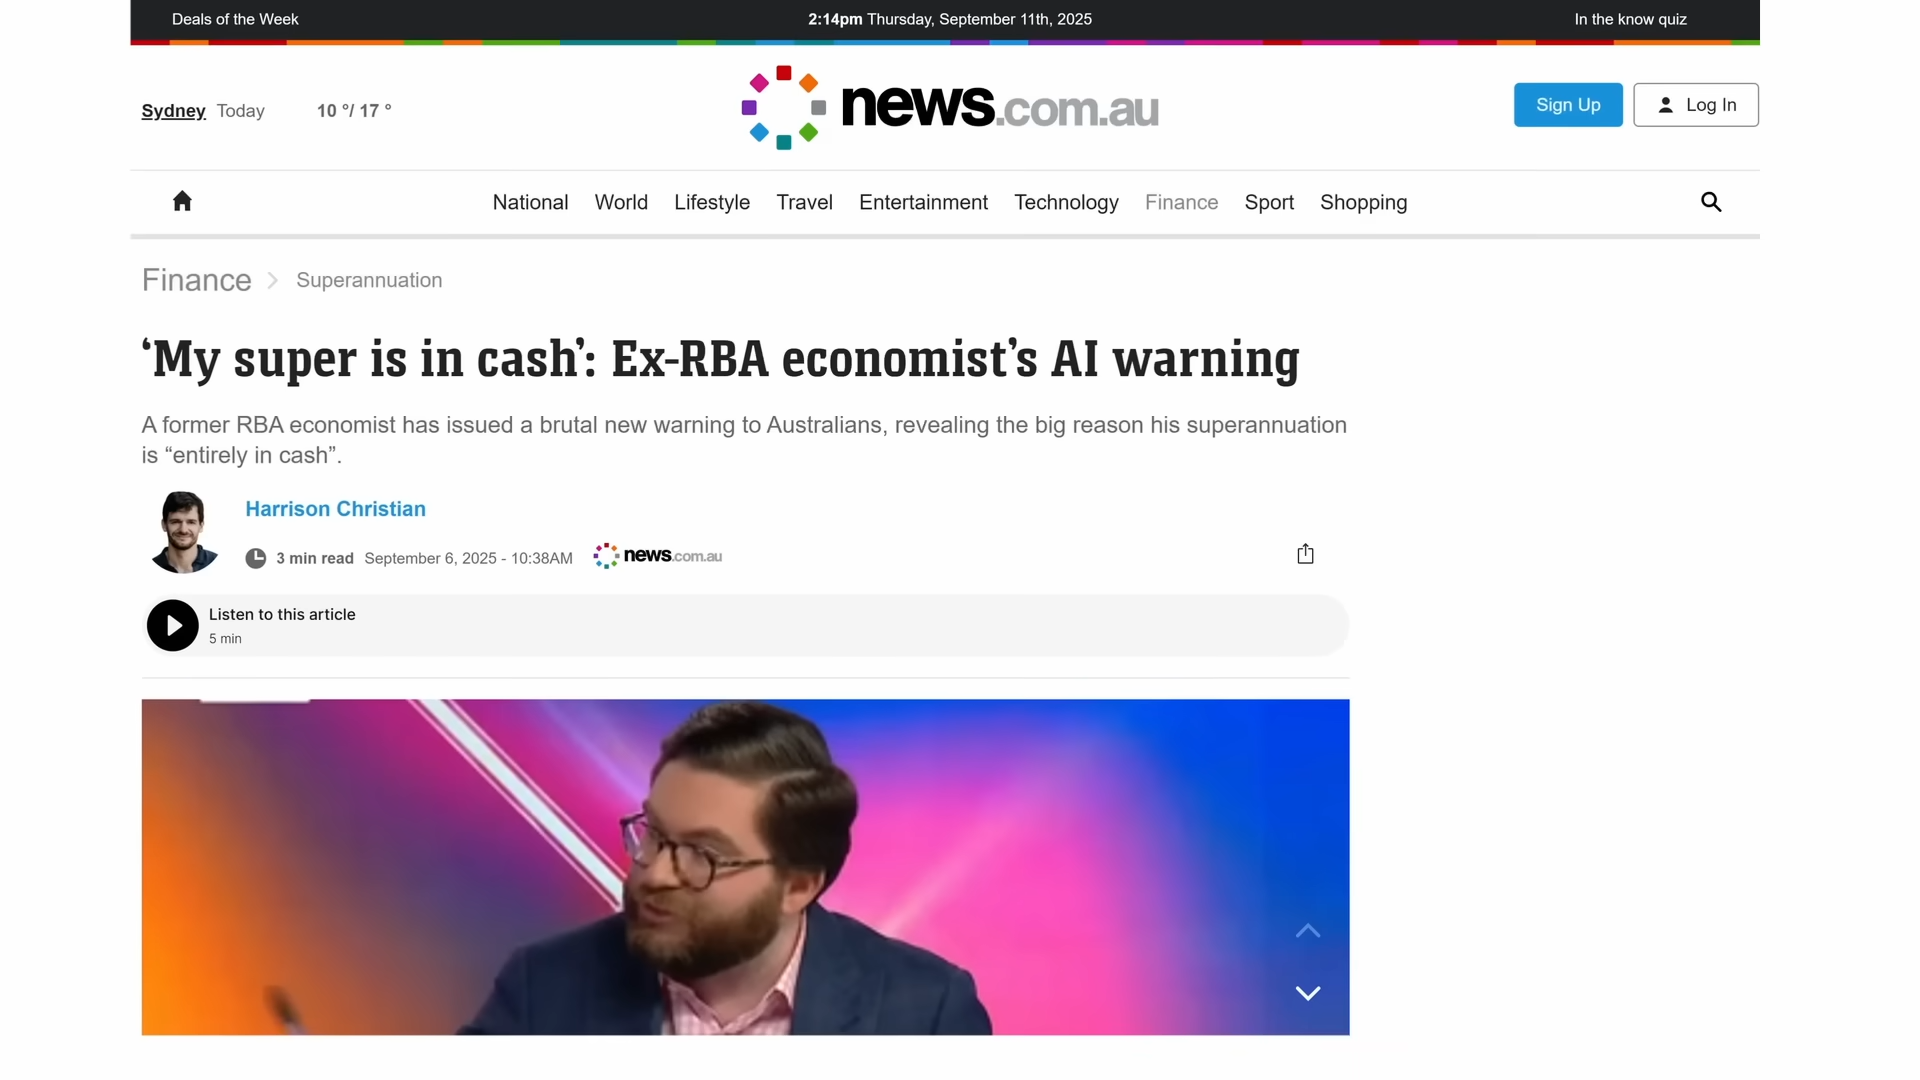 Deals of the Week
2:14pm Thursday, September 11th, 2025
In the know quiz
Sydney Today 10 °/ 17 °
news.com.au
Sign Up
Log In
National World Lifestyle Travel Entertainment Technology Finance Sport Shopping
Finance Superannuation
‘My super is in cash’: Ex-RBA economist’s AI warning
A former RBA economist has issued a brutal new warning to Australians, revealing the big reason his superannuation
is “entirely in cash”.
Harrison Christian
3 min read September 6, 2025 - 10:38AM news.com.au
Listen to this article
5 min